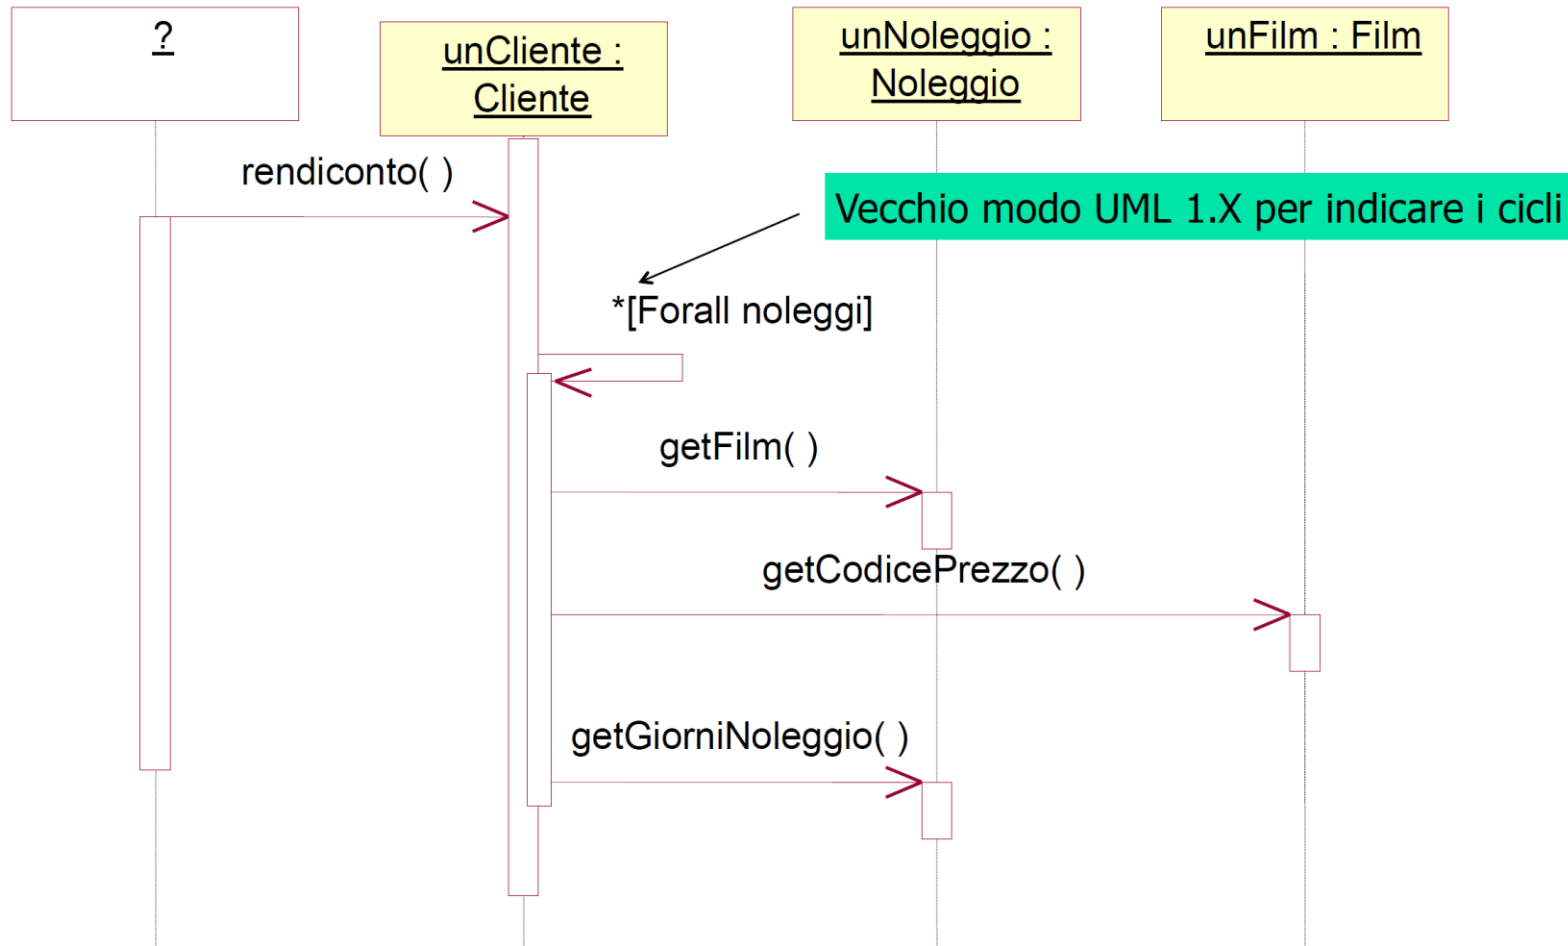 ?
unCliente :
Cliente
unNoleggio :
Noleggio
unFilm : Film
rendiconto( )
Vecchio modo UML 1.X per indicare i cicli
*[Forall noleggi]
getFilm( )
getCodicePrezzo( )
getGiorniNoleggio( )